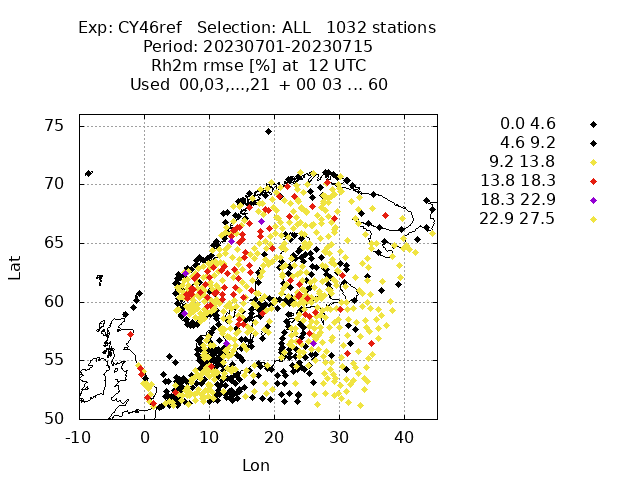 Exp: CY46ref   Selection: ALL   1032 stations
Period: 20230701-20230715
Rh2m rmse [%] at  12 UTC
Used  00,03,...,21  + 00 03 ... 60
75
70
65
60
55
50
Lat
-10 0 10 20 30 40
Lon
0.0 4.6
4.6 9.2
9.2 13.8
13.8 18.3
18.3 22.9
22.9 27.5